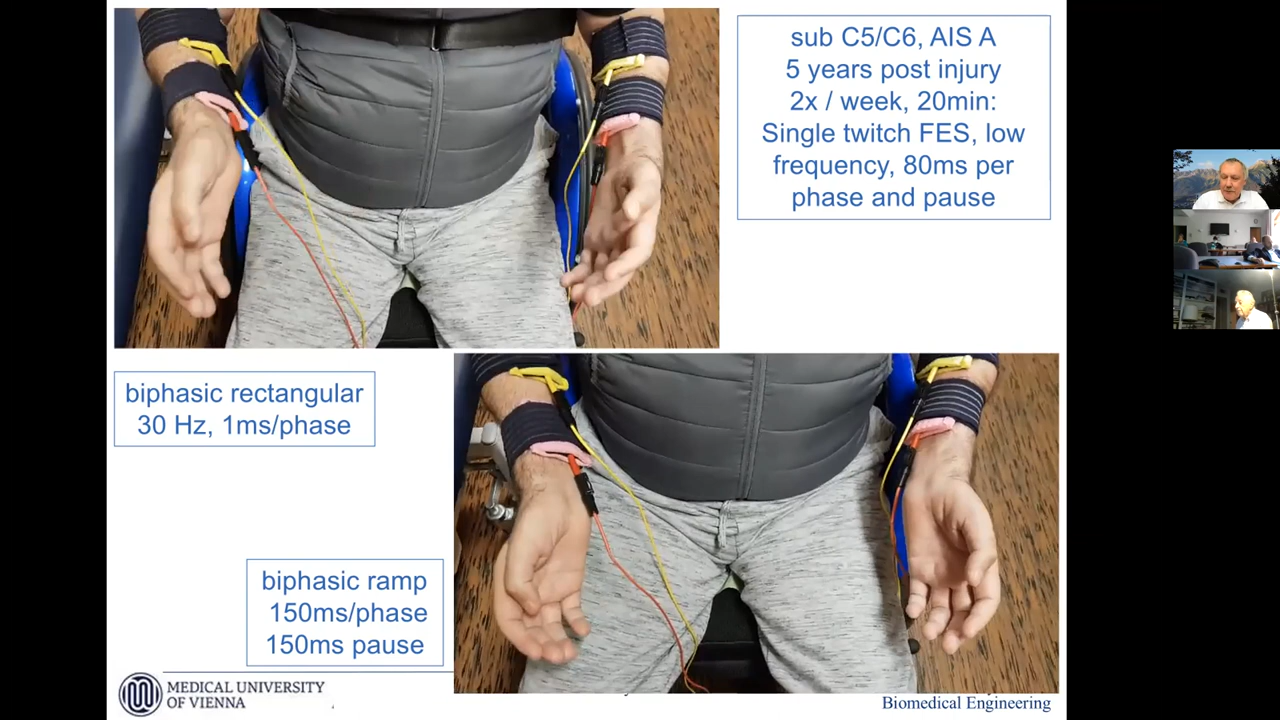 sub C5/C6, AIS A
5 years post injury
2x / week, 20min:
Single twitch FES, low
frequency, 80ms per
phase and pause
biphasic rectangular
30 Hz, 1ms/phase
biphasic ramp
150ms/phase
150ms pause
MEDICAL UNIVERSITY
OF VIENNA
Biomedical Engineering